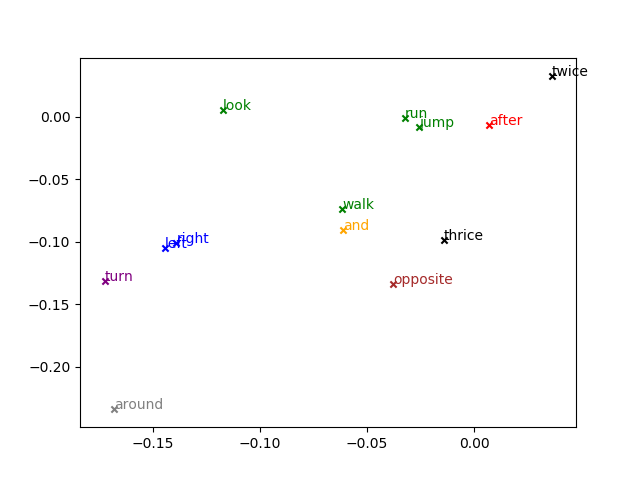 twice
look
run
jump
after
walk
and
thrice
right
left
turn
opposite
around
0.00
−0.05
−0.10
−0.15
−0.20
−0.15
−0.10
−0.05
0.00